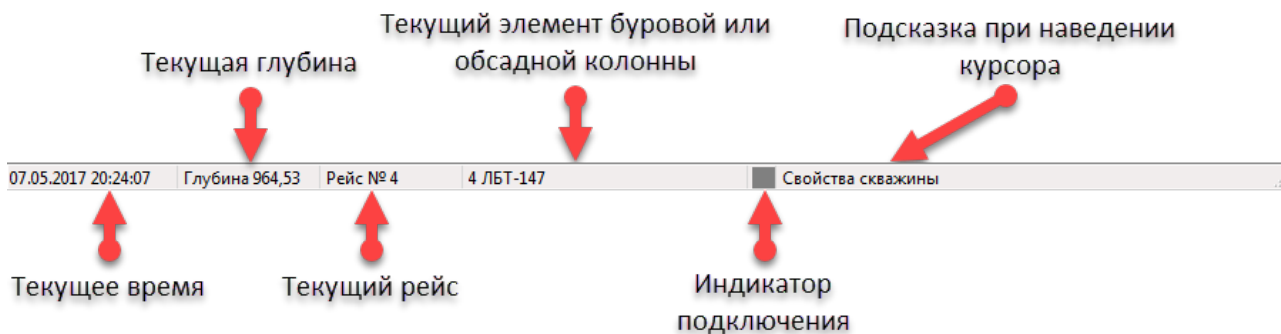 Текущий элемент буровой или
обсадной колонны
Подсказка при наведении
курсора
Текущая глубина
07.05.2017 20:24:07 Глубина 964,53 Рейс № 4 4 ЛБТ-147 Свойства скважины
Текущее время
Текущий рейс
Индикатор
подключения